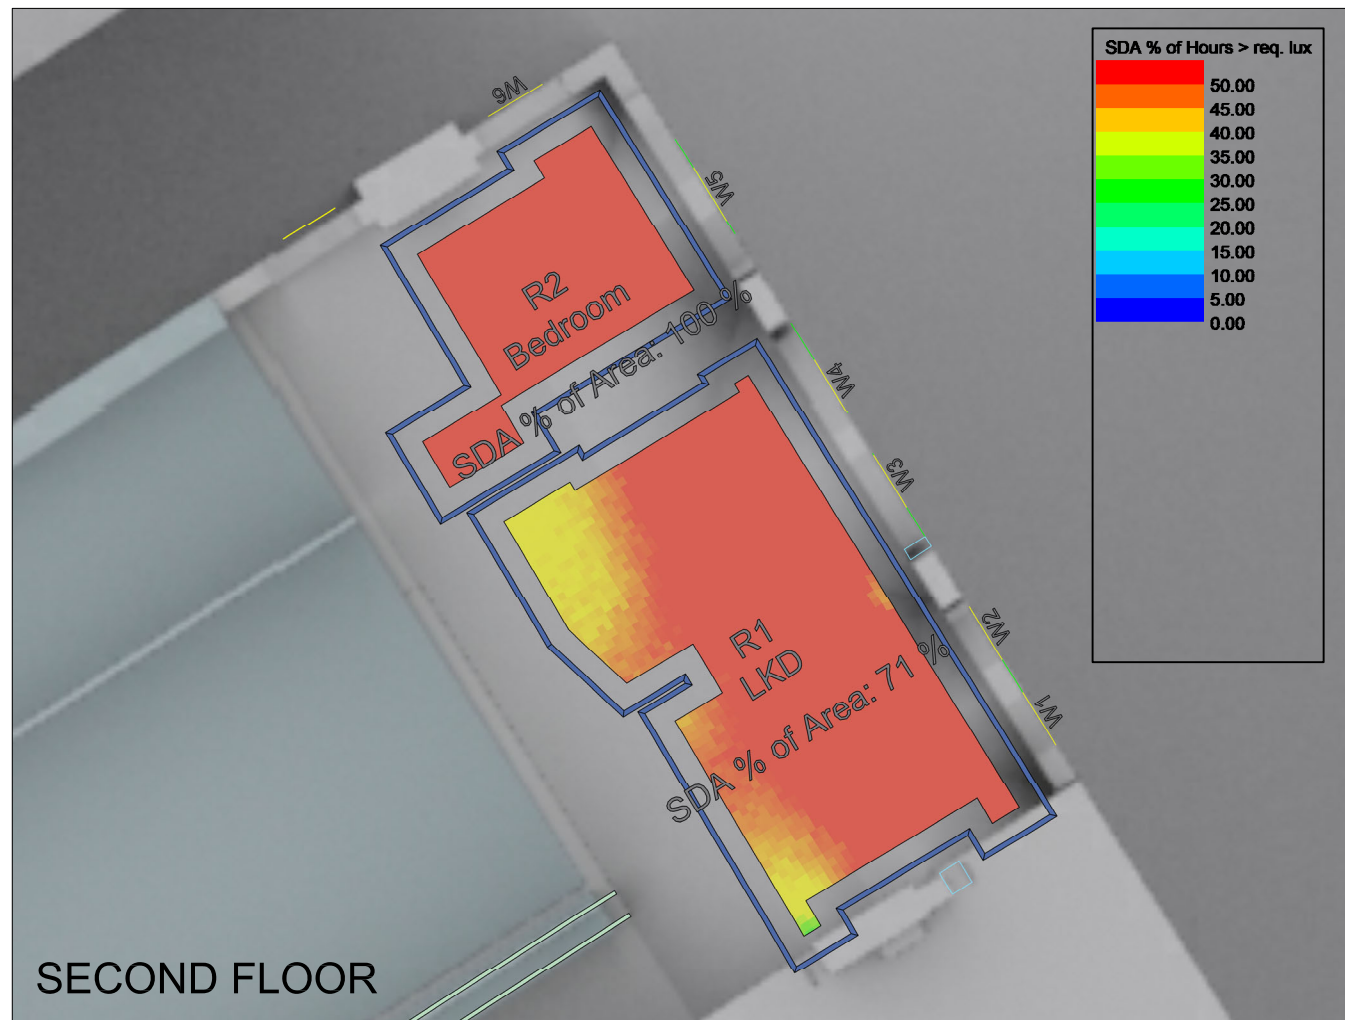 SDA % of Hours > req. lux
50.00
45.00
40.00
35.00
30.00
25.00
20.00
15.00
10.00
5.00
0.00
W6
W5
R2
Bedroom
SDA % of Area: 100 %
W4
W3
R1
LKD
SDA % of Area: 71 %
W2
W1
SECOND FLOOR